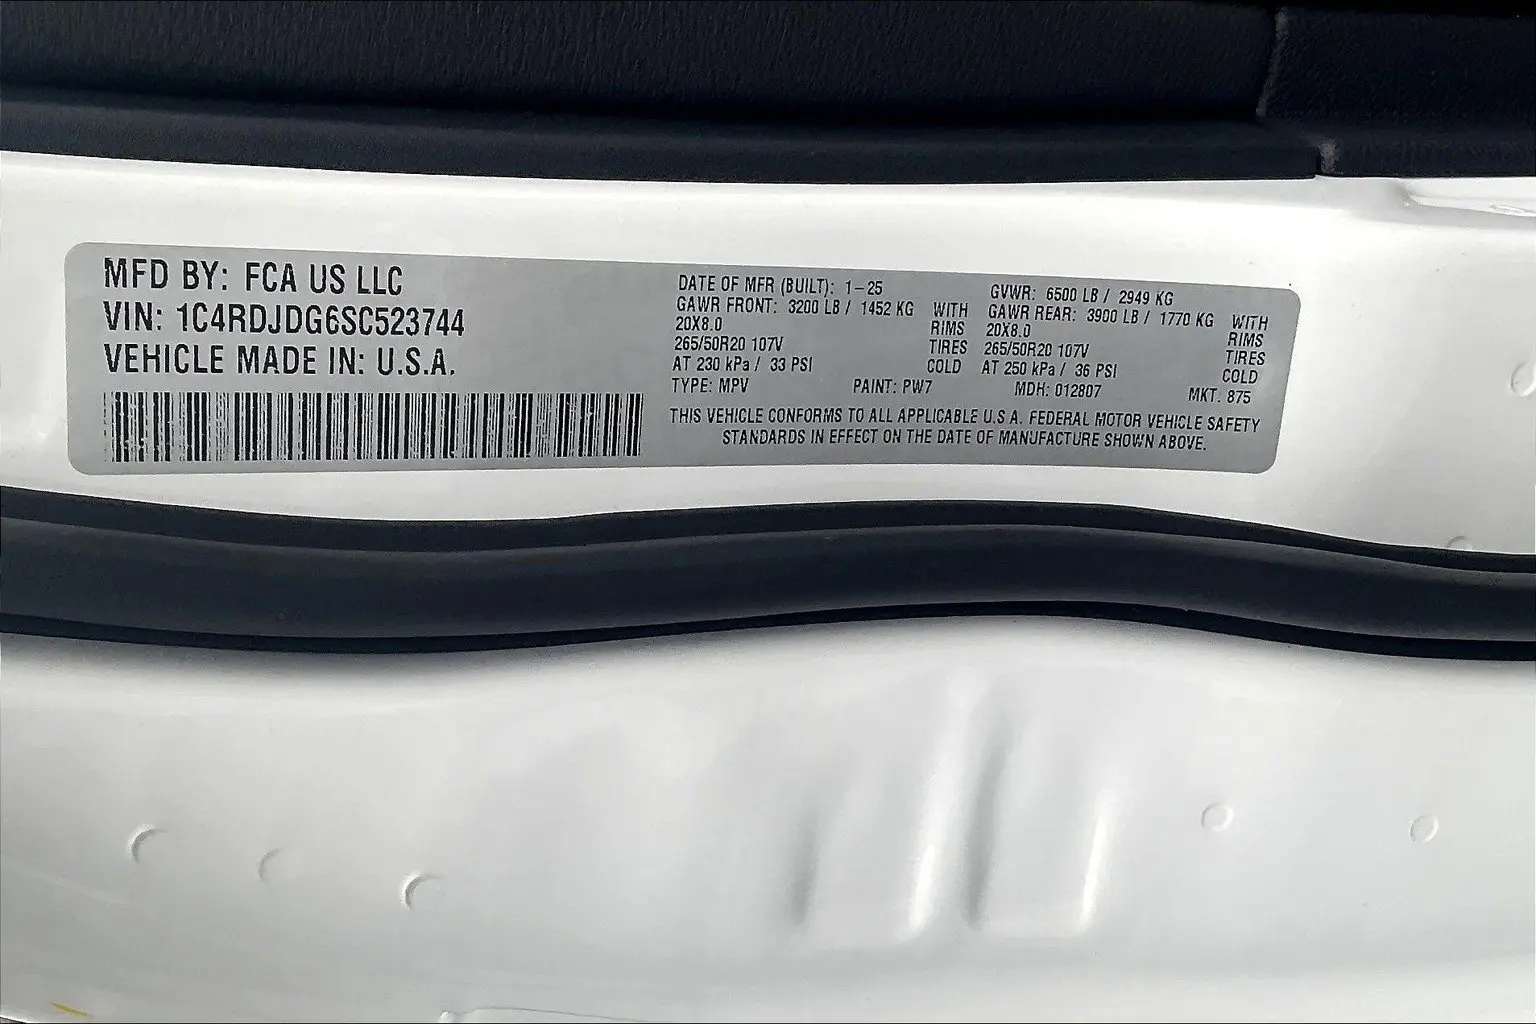 MFD BY: FCA US LLC
VIN: 1C4RDJDG6SC523744
VEHICLE MADE IN: U.S.A.
DATE OF MFR (BUILT): 1-25
GAWR FRONT: 3200 LB / 1452 KG WITH
20X8.0 RIMS
265/50R20 107V TIRES
AT 230 kPa / 33 PSI COLD
GVWR: 6500 LB / 2949 KG
GAWR REAR: 3900 LB / 1770 KG WITH
20X8.0 RIMS
265/50R20 107V TIRES
AT 250 kPa / 36 PSI COLD
TYPE: MPV PAINT: PW7 MDH: 012807 MKT: 875
THIS VEHICLE CONFORMS TO ALL APPLICABLE U.S.A. FEDERAL MOTOR VEHICLE SAFETY
STANDARDS IN EFFECT ON THE DATE OF MANUFACTURE SHOWN ABOVE.